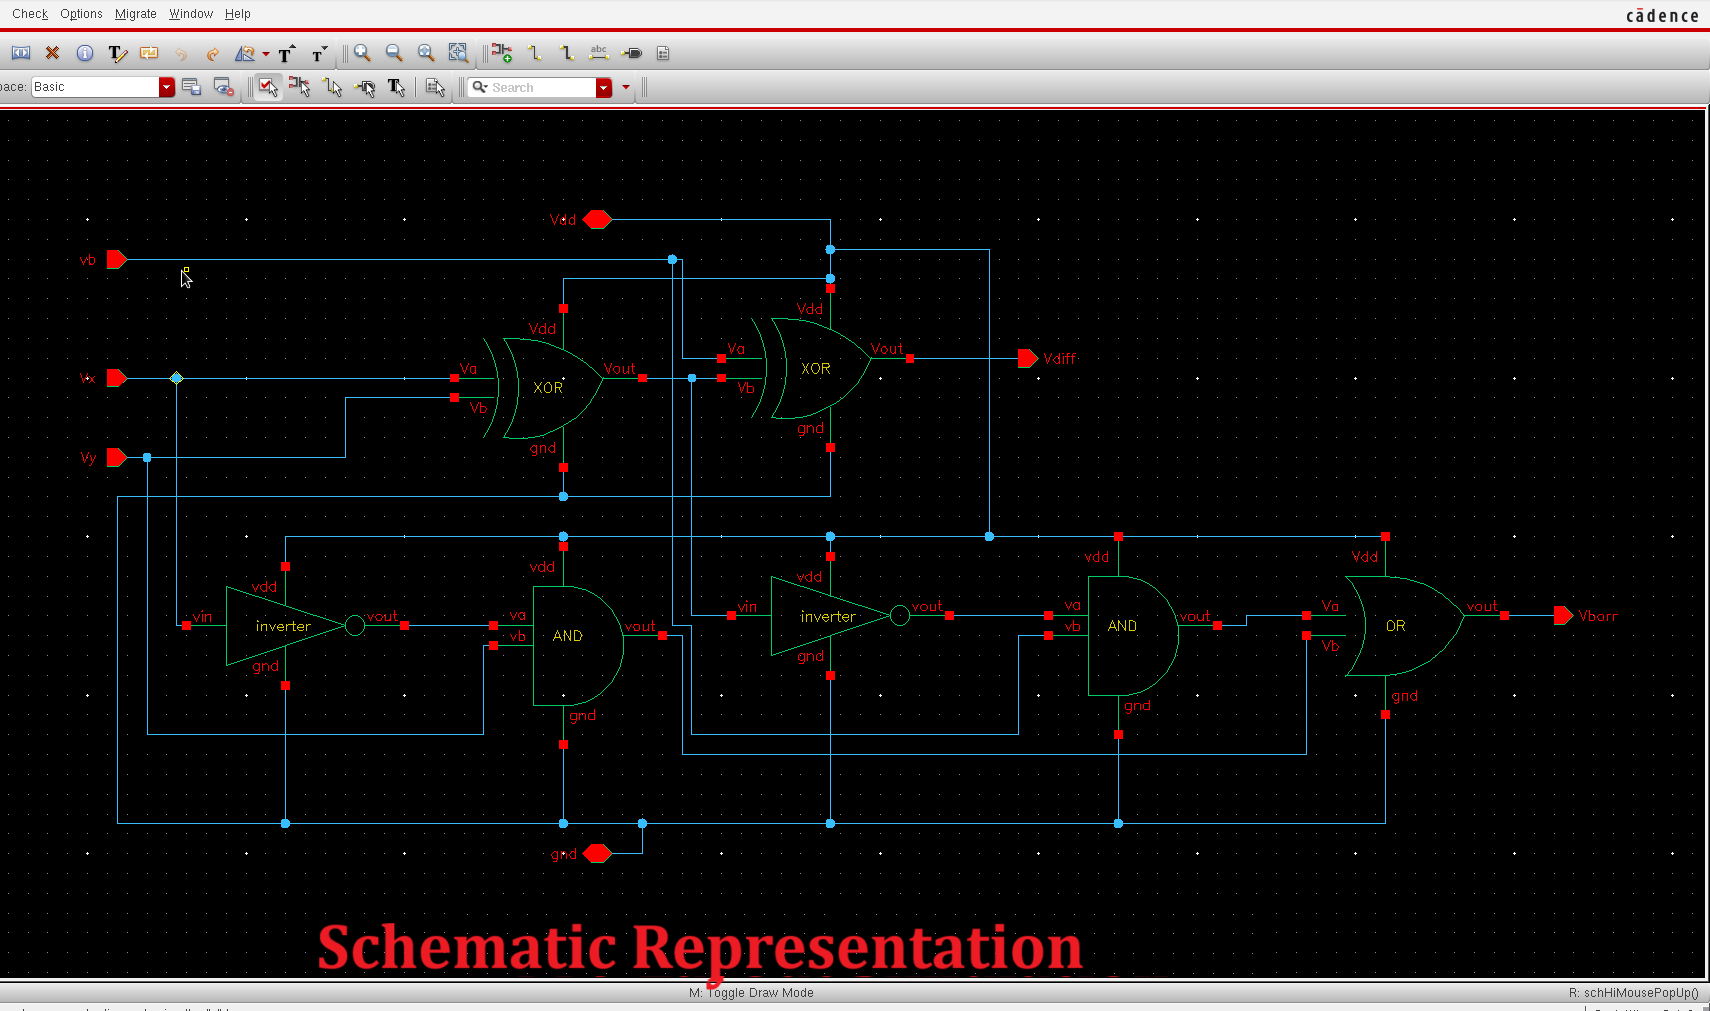 Check Options Migrate Window Help
cādence
abc
pace: Basic
Search
Vdd
vb
Vdd
Vdd
Va
Vout
XOR
Vdiff
Vb
Vx
Va
Vout
XOR
Vb
gnd
Vy
gnd
vdd
Vdd
vdd
vdd
vdd
vin
vout
inverter
gnd
va
vb
AND
vout
gnd
vin
vout
inverter
gnd
va
vb
AND
vout
gnd
Va
Vb
OR
vout
Vbarr
gnd
gnd
Schematic Representation
M: Toggle Draw Mode
R: schHiMousePopUp()